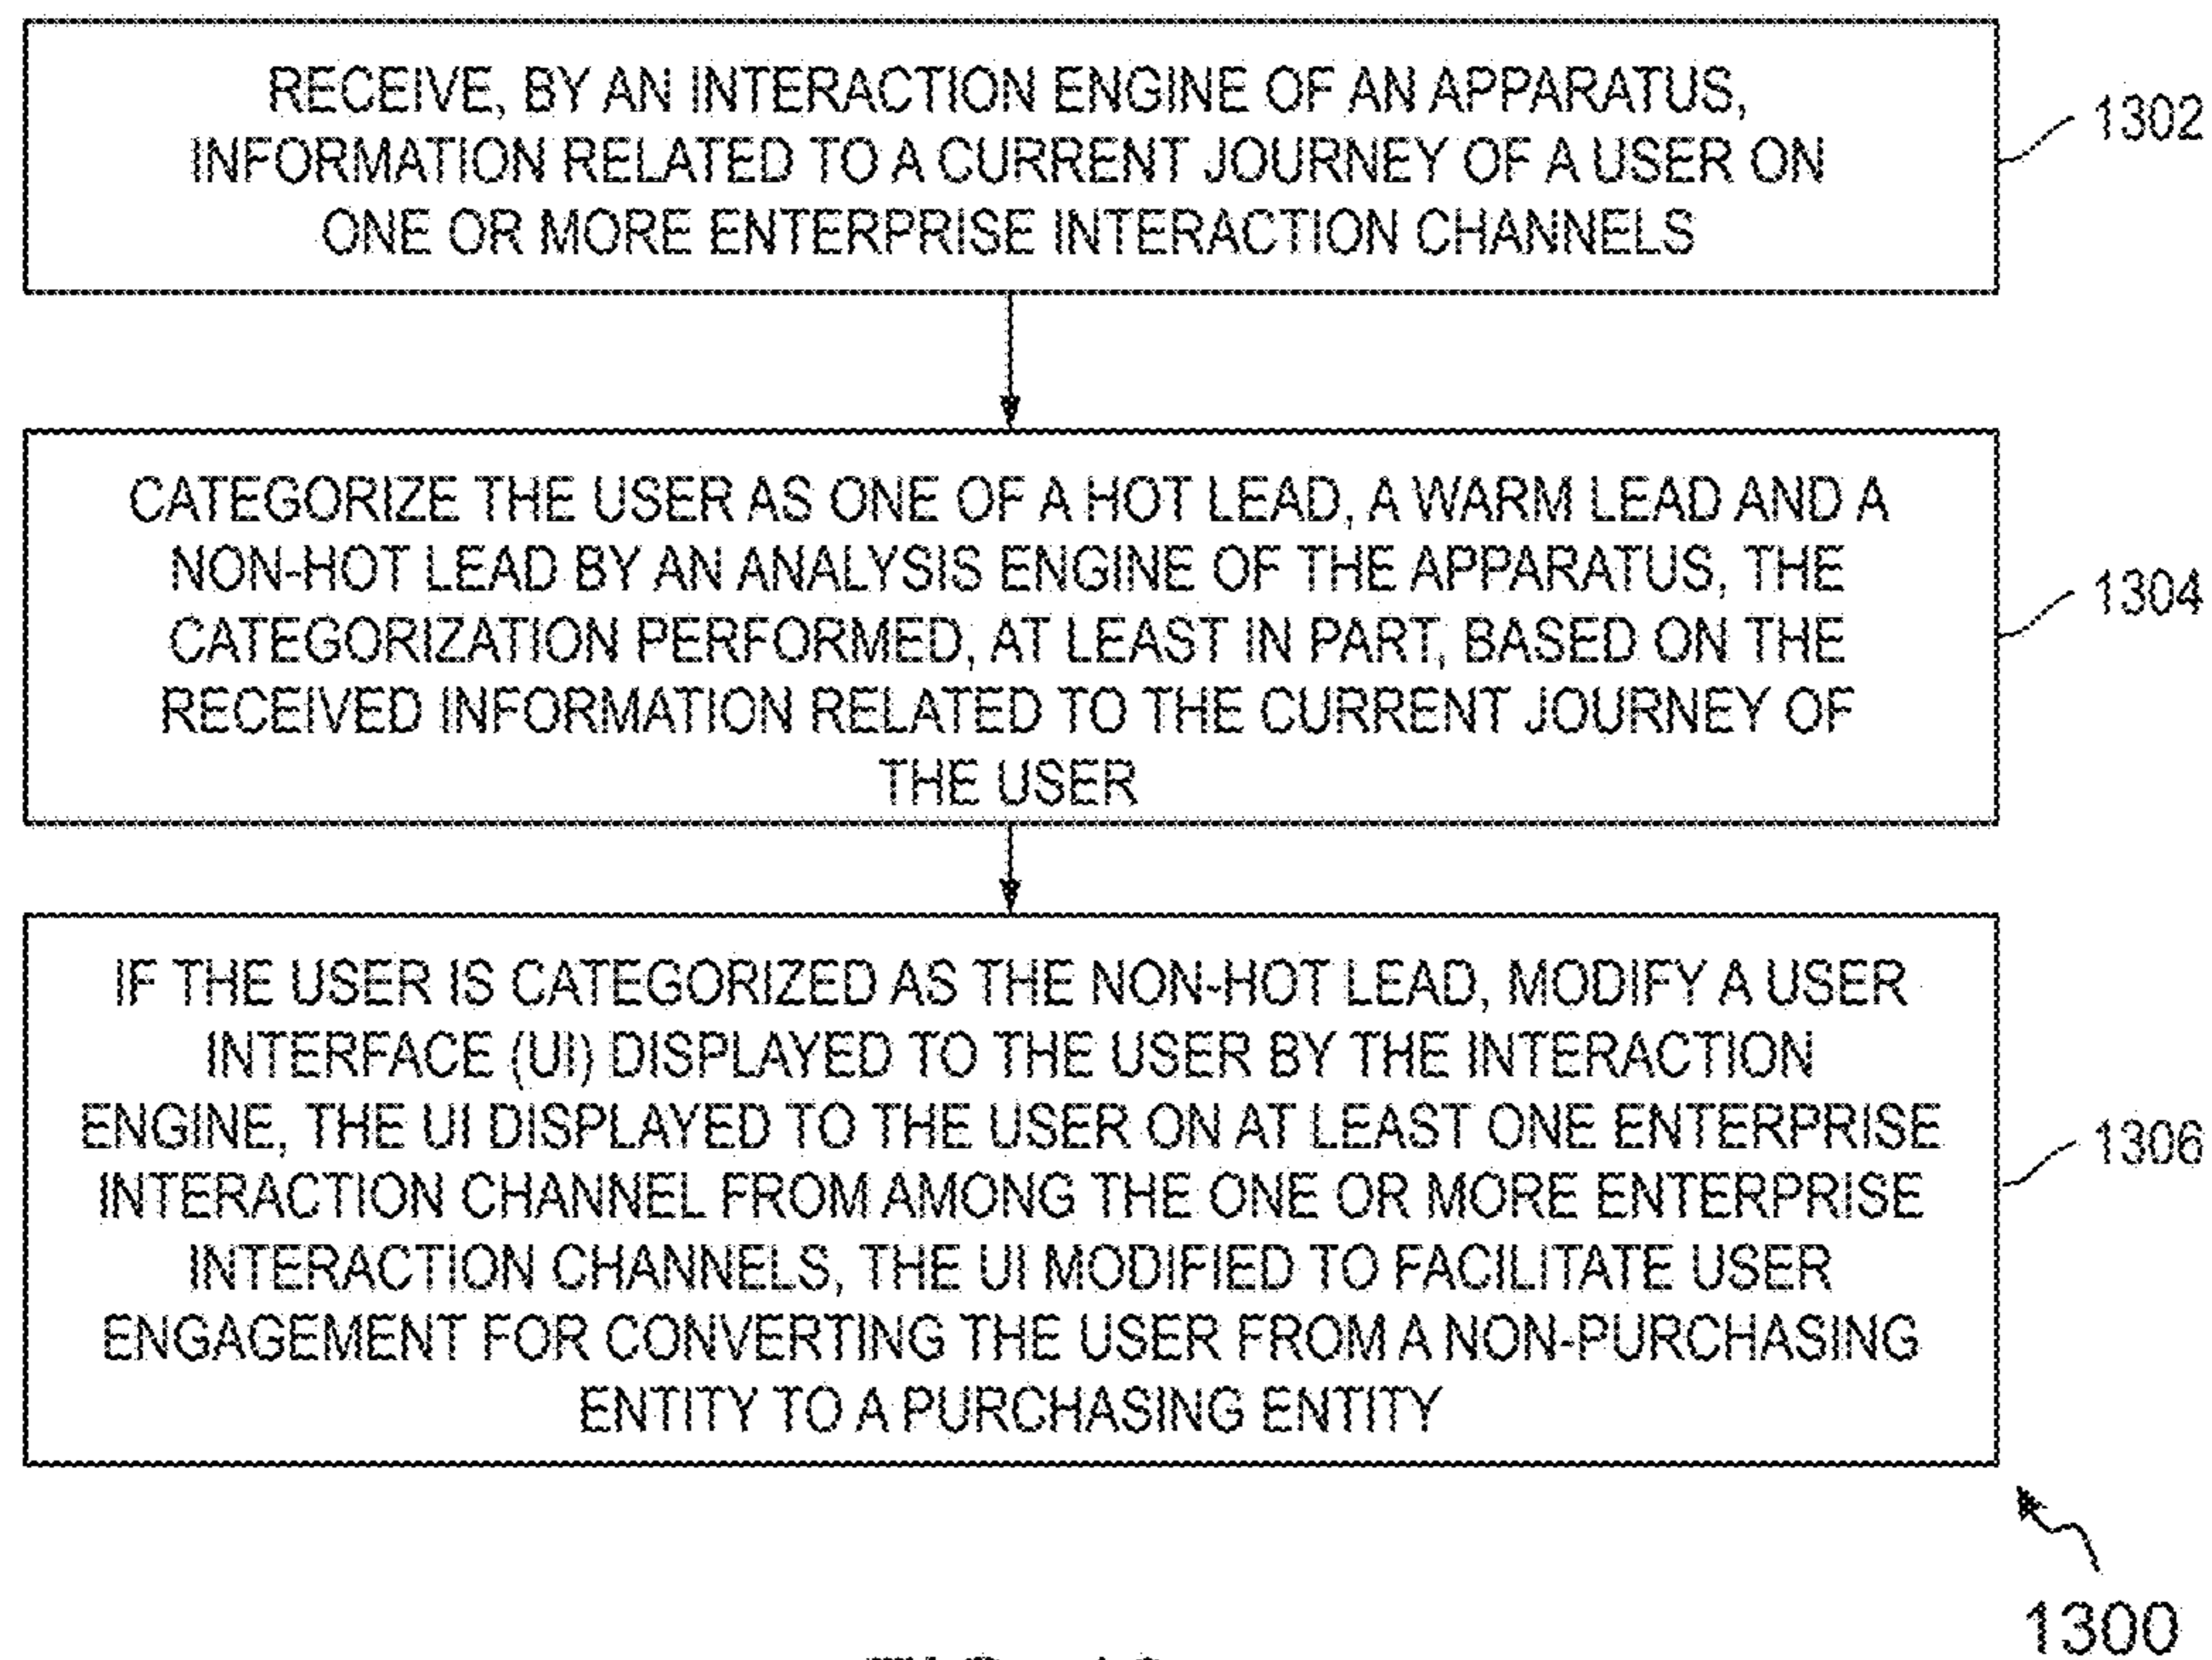 RECEIVE, BY AN INTERACTION ENGINE OF AN APPARATUS,
INFORMATION RELATED TO A CURRENT JOURNEY OF A USER ON
ONE OR MORE ENTERPRISE INTERACTION CHANNELS
1302
CATEGORIZE THE USER AS ONE OF A HOT LEAD, A WARM LEAD AND A
NON-HOT LEAD BY AN ANALYSIS ENGINE OF THE APPARATUS, THE
CATEGORIZATION PERFORMED, AT LEAST IN PART, BASED ON THE
RECEIVED INFORMATION RELATED TO THE CURRENT JOURNEY OF
THE USER
1304
IF THE USER IS CATEGORIZED AS THE NON-HOT LEAD, MODIFY A USER
INTERFACE (UI) DISPLAYED TO THE USER BY THE INTERACTION
ENGINE, THE UI DISPLAYED TO THE USER ON AT LEAST ONE ENTERPRISE
INTERACTION CHANNEL FROM AMONG THE ONE OR MORE ENTERPRISE
INTERACTION CHANNELS, THE UI MODIFIED TO FACILITATE USER
ENGAGEMENT FOR CONVERTING THE USER FROM A NON-PURCHASING
ENTITY TO A PURCHASING ENTITY
1306
1300